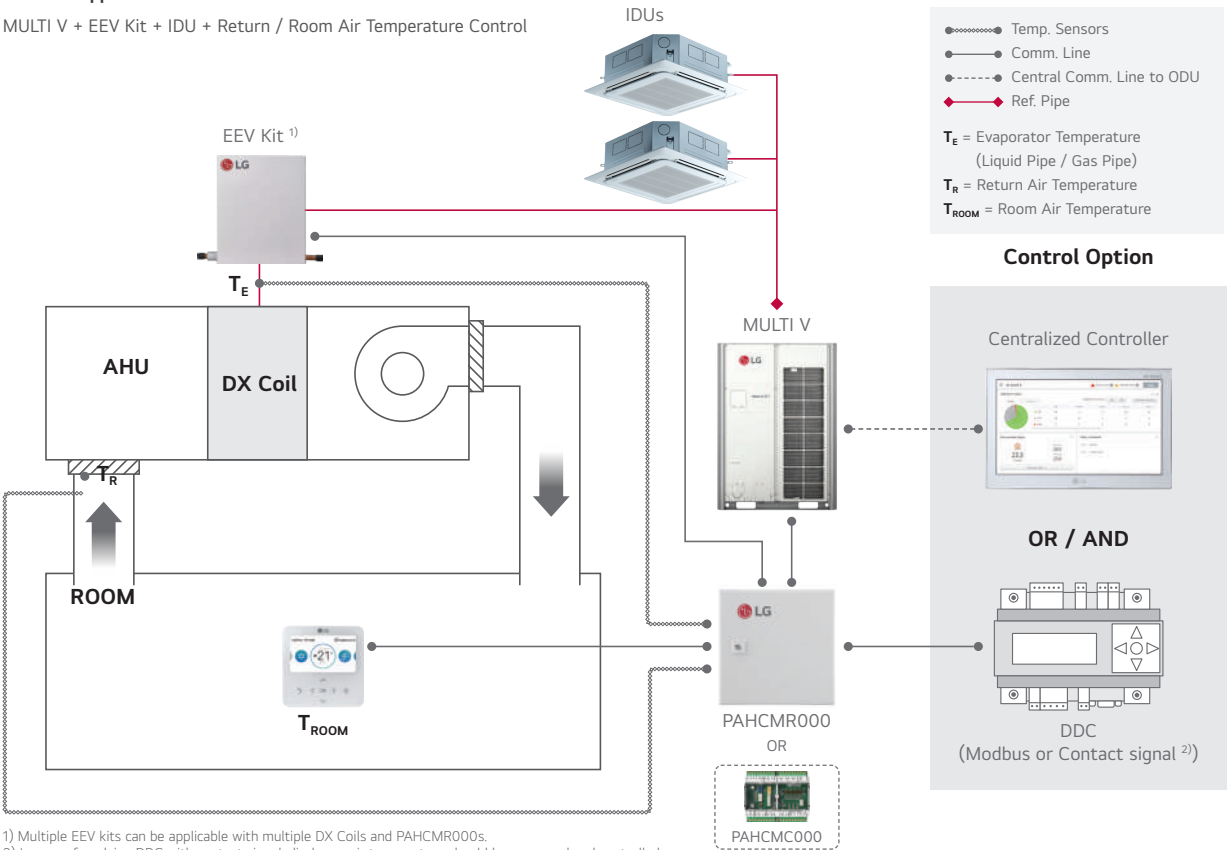 MULTI V + EEV Kit + IDU + Return / Room Air Temperature Control
IDUs
Temp. Sensors
Comm. Line
Central Comm. Line to ODU
Ref. Pipe
TE = Evaporator Temperature
(Liquid Pipe / Gas Pipe)
TR = Return Air Temperature
TROOM = Room Air Temperature
EEV Kit 1)
LG
TE
AHU
DX Coil
TR
ROOM
TROOM
MULTI V
LG
LG
PAHCMR000
OR
PAHCMC000
Control Option
Centralized Controller
LG
OR / AND
DDC
(Modbus or Contact signal 2))
1) Multiple EEV kits can be applicable with multiple DX Coils and PAHCMR000s.